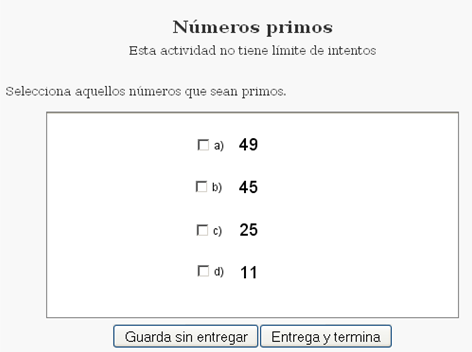 Números primos
Esta actividad no tiene límite de intentos
Selecciona aquellos números que sean primos.
a) 49
b) 45
c) 25
d) 11
Guarda sin entregar Entrega y termina